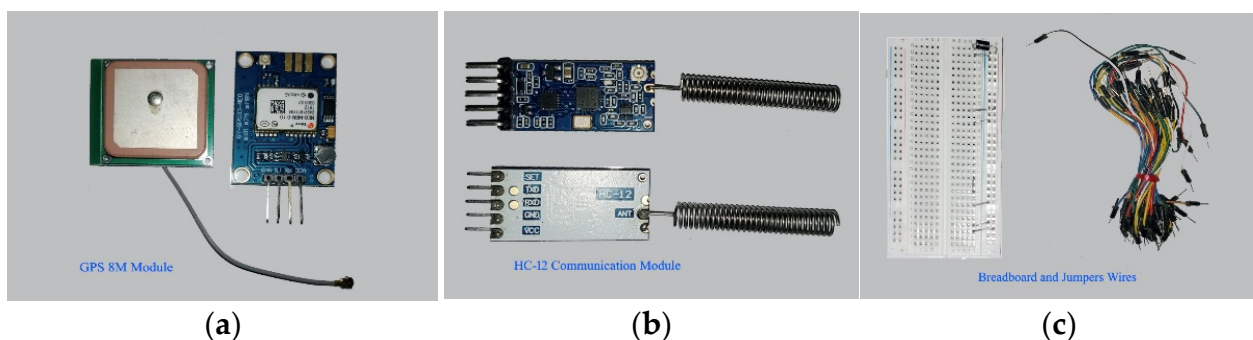 GPS 8M Module
SET
TXD
RXD
GND
VCC
HC-12
ANT
HC-12 Communication Module
Breadboard and Jumpers Wires
(a)
(b)
(c)